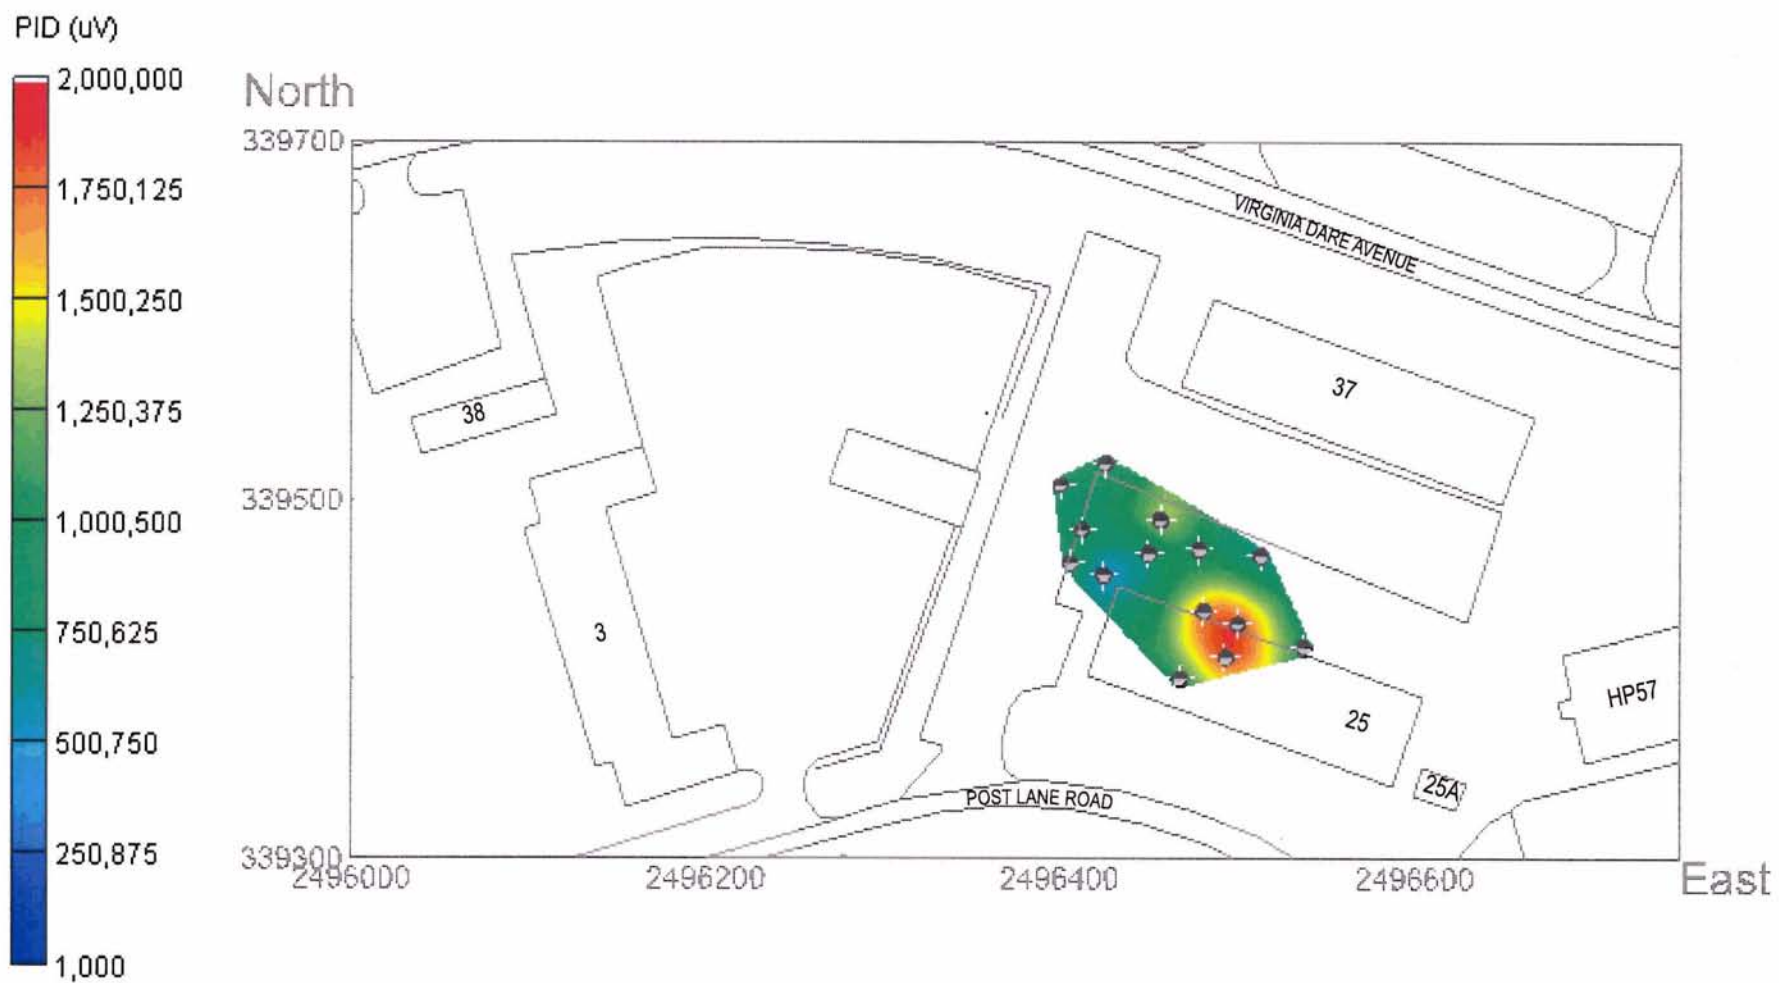 PID (uV)
2,000,000
1,750,125
1,500,250
1,250,375
1,000,500
750,625
500,750
250,875
1,000
North
339700
339500
339300
2496000
2496200
2496400
2496600
East
VIRGINIA DARE AVENUE
37
38
3
25
HP57
25A
POST LANE ROAD